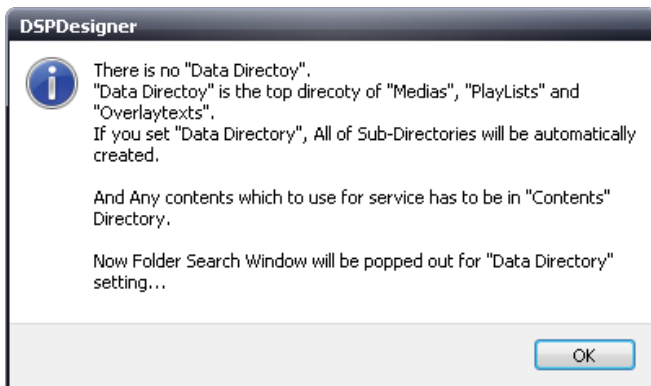 DSPDesigner
There is no "Data Directoy".
"Data Directoy" is the top direcoty of "Medias", "PlayLists" and
"Overlaytexts".
If you set "Data Directory", All of Sub-Directories will be automatically
created.
And Any contents which to use for service has to be in "Contents"
Directory.
Now Folder Search Window will be popped out for "Data Directory"
setting...
OK